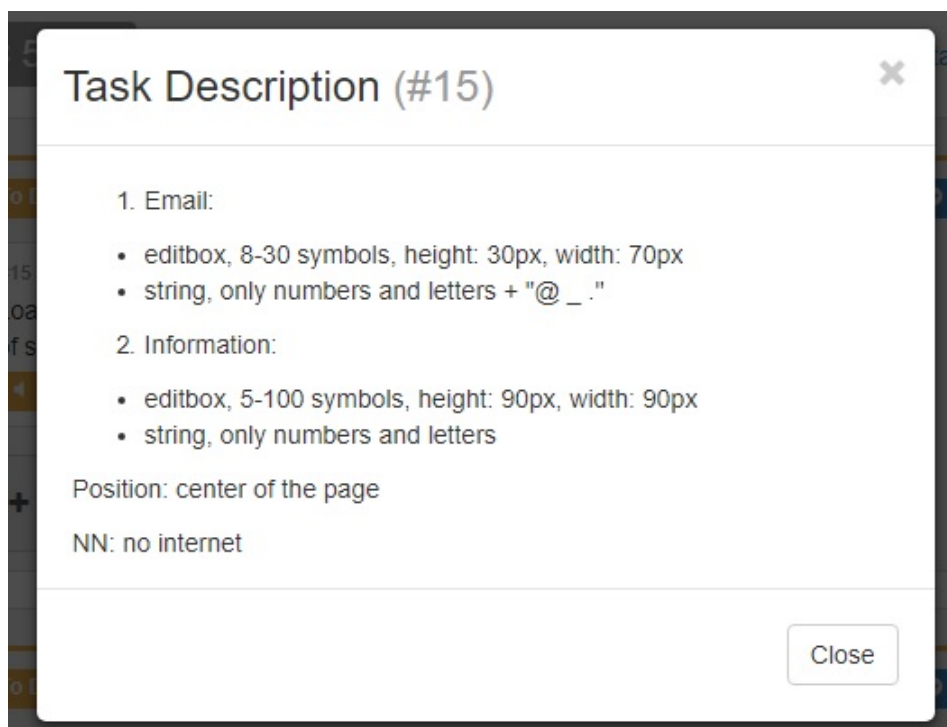 Task Description (#15)
1. Email:
• editbox, 8-30 symbols, height: 30px, width: 70px
• string, only numbers and letters + "@ _ ."
2. Information:
• editbox, 5-100 symbols, height: 90px, width: 90px
• string, only numbers and letters
Position: center of the page
NN: no internet
Close